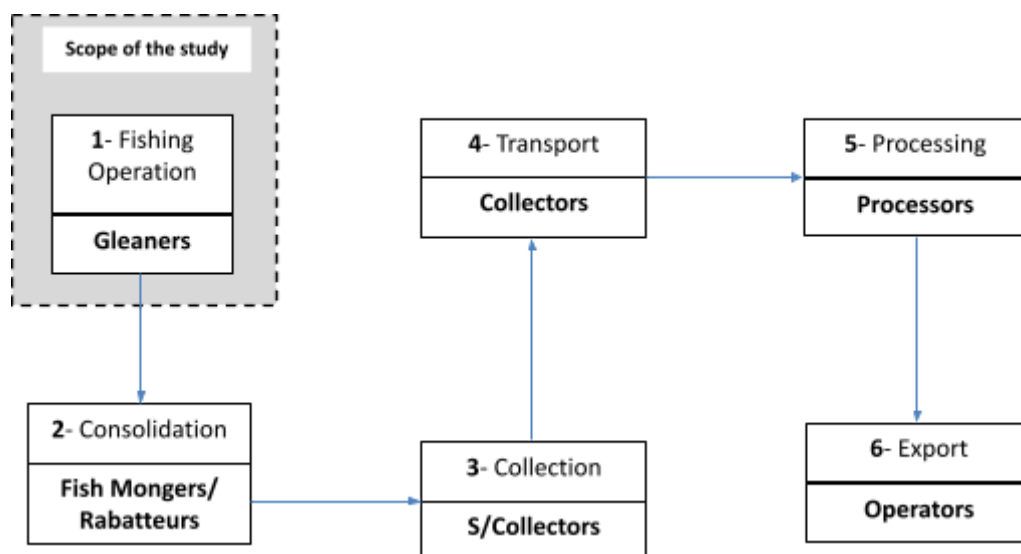 Scope of the study
1- Fishing
Operation
Gleaners
2- Consolidation
Fish Mongers/
Rabatteurs
3- Collection
S/Collectors
4- Transport
Collectors
5- Processing
Processors
6- Export
Operators